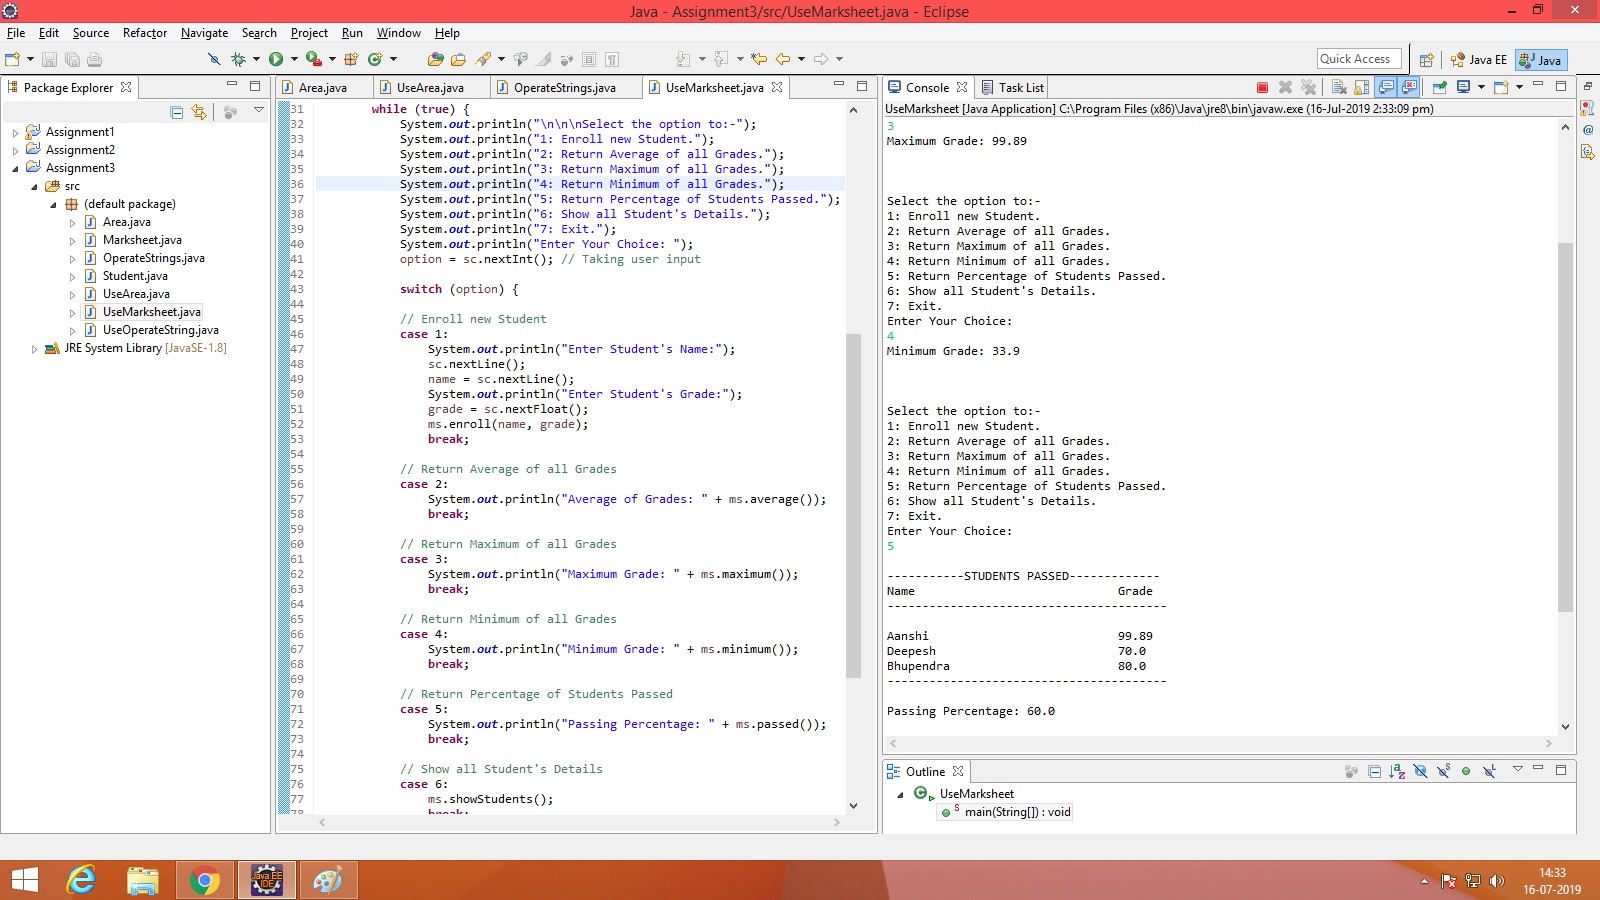 Java - Assignment3/src/UseMarksheet.java - Eclipse
File Edit Source Refactor Navigate Search Project Run Window Help
Quick Access Java EE Java
Package Explorer
Assignment1
Assignment2
Assignment3
src
(default package)
Area.java
Marksheet.java
OperateStrings.java
Student.java
UseArea.java
UseMarksheet.java
UseOperateString.java
JRE System Library [JavaSE-1.8]
Area.java UseArea.java OperateStrings.java UseMarksheet.java
31 while (true) {
32 System.out.println("\n\n\nSelect the option to:-");
33 System.out.println("1: Enroll new Student.");
34 System.out.println("2: Return Average of all Grades.");
35 System.out.println("3: Return Maximum of all Grades.");
36 System.out.println("4: Return Minimum of all Grades.");
37 System.out.println("5: Return Percentage of Students Passed.");
38 System.out.println("6: Show all Student's Details.");
39 System.out.println("7: Exit.");
40 System.out.println("Enter Your Choice: ");
41 option = sc.nextInt(); // Taking user input
42
43 switch (option) {
44
45 // Enroll new Student
46 case 1:
47 System.out.println("Enter Student's Name:");
48 sc.nextLine();
49 name = sc.nextLine();
50 System.out.println("Enter Student's Grade:");
51 grade = sc.nextFloat();
52 ms.enroll(name, grade);
53 break;
54
55 // Return Average of all Grades
56 case 2:
57 System.out.println("Average of Grades: " + ms.average());
58 break;
59
60 // Return Maximum of all Grades
61 case 3:
62 System.out.println("Maximum Grade: " + ms.maximum());
63 break;
64
65 // Return Minimum of all Grades
66 case 4:
67 System.out.println("Minimum Grade: " + ms.minimum());
68 break;
69
70 // Return Percentage of Students Passed
71 case 5:
72 System.out.println("Passing Percentage: " + ms.passed());
73 break;
74
75 // Show all Student's Details
76 case 6:
77 ms.showStudents();
78 break;
Console Task List
UseMarksheet [Java Application] C:\Program Files (x86)\Java\jre8\bin\javaw.exe (16-Jul-2019 2:33:09 pm)
3
Maximum Grade: 99.89
Select the option to:-
1: Enroll new Student.
2: Return Average of all Grades.
3: Return Maximum of all Grades.
4: Return Minimum of all Grades.
5: Return Percentage of Students Passed.
6: Show all Student's Details.
7: Exit.
Enter Your Choice:
4
Minimum Grade: 33.9
Select the option to:-
1: Enroll new Student.
2: Return Average of all Grades.
3: Return Maximum of all Grades.
4: Return Minimum of all Grades.
5: Return Percentage of Students Passed.
6: Show all Student's Details.
7: Exit.
Enter Your Choice:
5
-----------STUDENTS PASSED-------------
Name Grade
----------------------------------------
Aanshi 99.89
Deepesh 70.0
Bhupendra 80.0
----------------------------------------
Passing Percentage: 60.0
Outline
UseMarksheet
main(String[]) : void
Java EE
IDE
14:33
16-07-2019